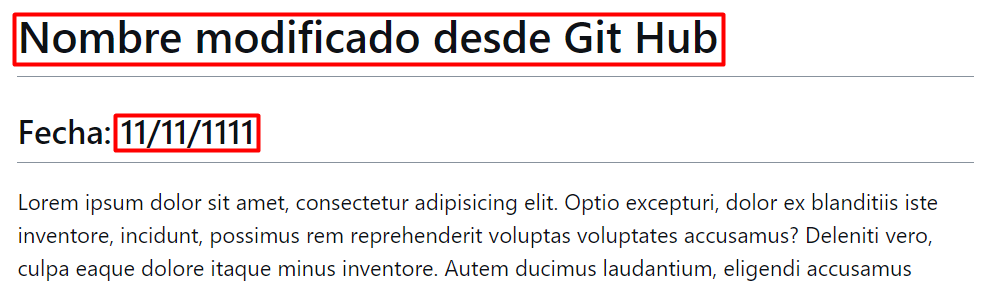 Nombre modificado desde Git Hub
Fecha: 11/11/1111
Lorem ipsum dolor sit amet, consectetur adipisicing elit. Optio excepturi, dolor ex blanditiis iste
inventore, incidunt, possimus rem reprehenderit voluptas voluptates accusamus? Deleniti vero,
culpa eaque dolore itaque minus inventore. Autem ducimus laudantium, eligendi accusamus